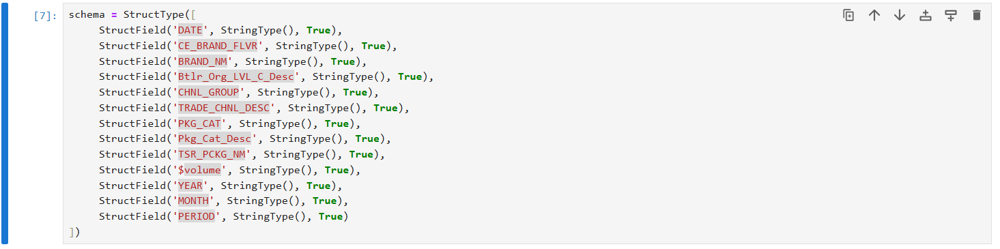 [7]: schema = StructType([
     StructField('DATE', StringType(), True),
     StructField('CE_BRAND_FLVR', StringType(), True),
     StructField('BRAND_NM', StringType(), True),
     StructField('Btlr_Org_LVL_C_Desc', StringType(), True),
     StructField('CHNL_GROUP', StringType(), True),
     StructField('TRADE_CHNL_DESC', StringType(), True),
     StructField('PKG_CAT', StringType(), True),
     StructField('Pkg_Cat_Desc', StringType(), True),
     StructField('TSR_PCKG_NM', StringType(), True),
     StructField('$volume', StringType(), True),
     StructField('YEAR', StringType(), True),
     StructField('MONTH', StringType(), True),
     StructField('PERIOD', StringType(), True)
])